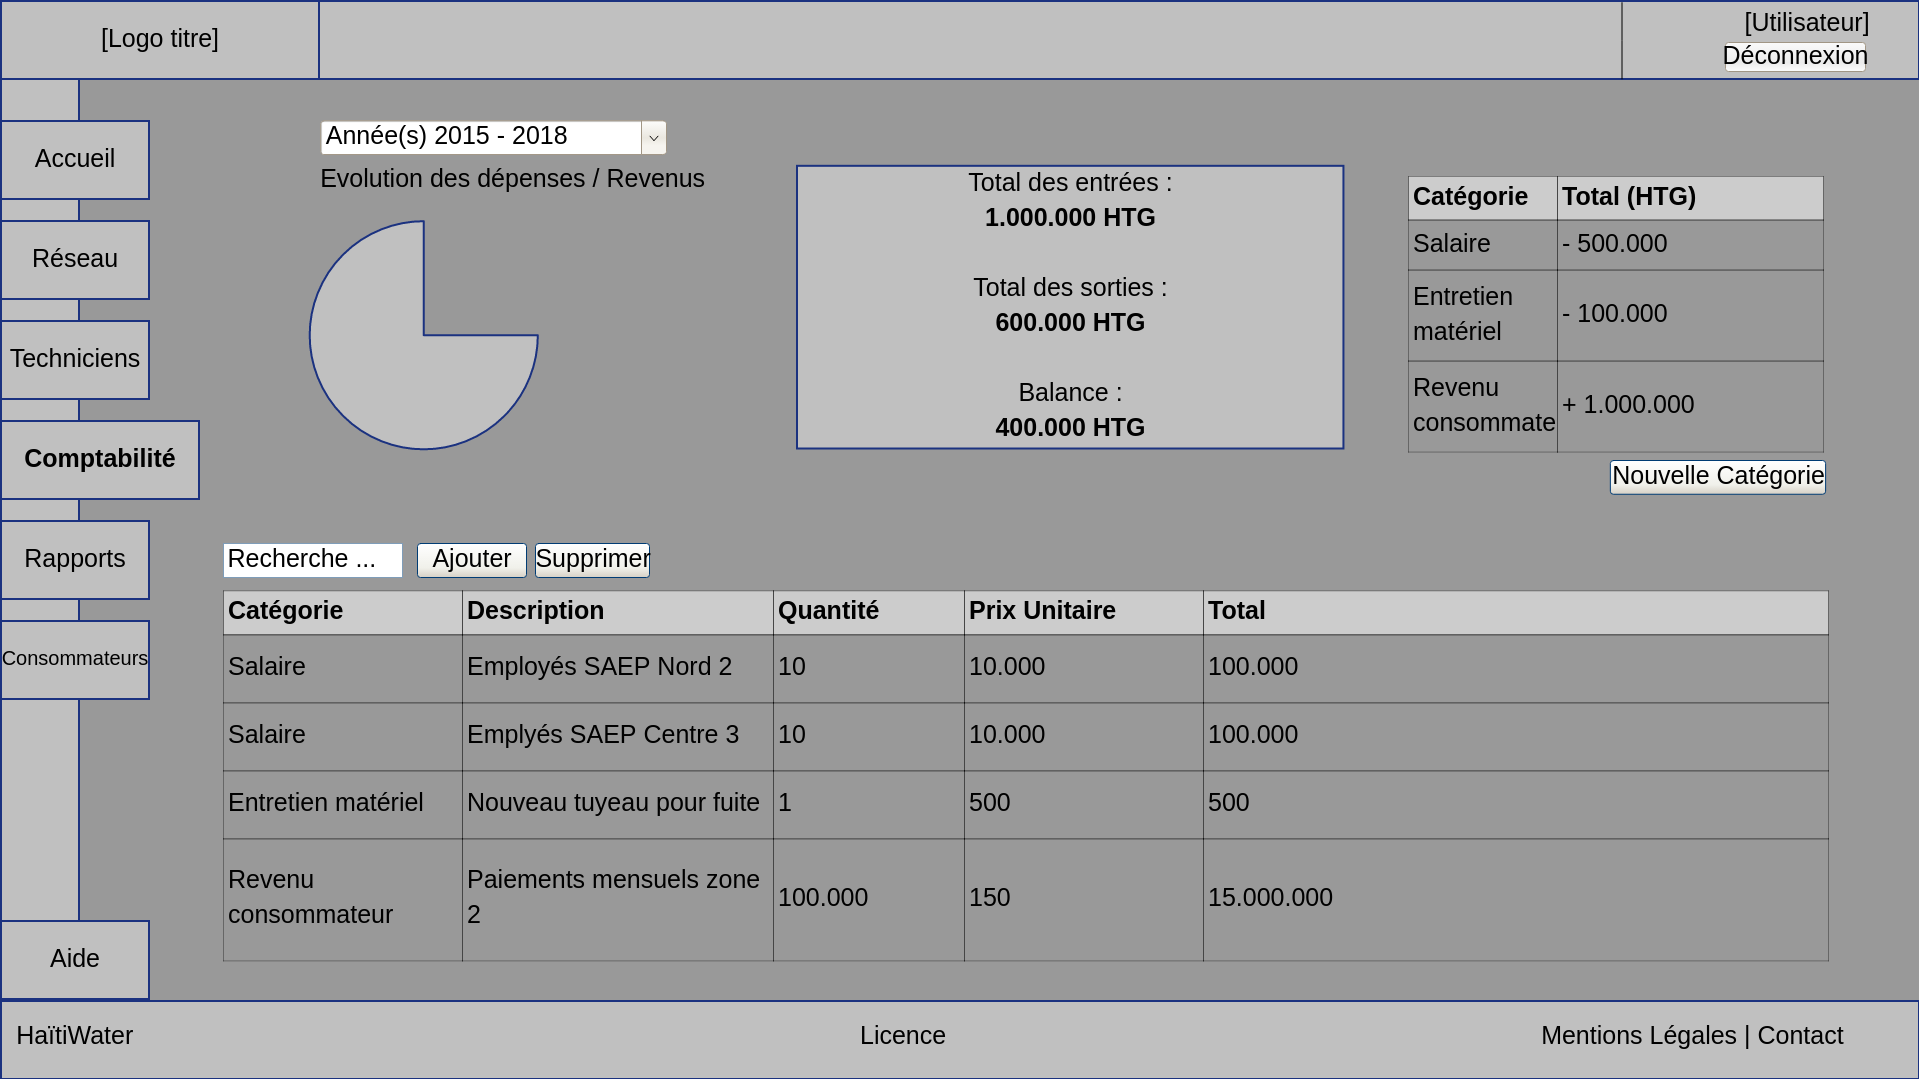 [Logo titre]
[Utilisateur]
Déconnexion
Accueil
Réseau
Techniciens
Comptabilité
Rapports
Consommateurs
Aide
Année(s) 2015 - 2018
Evolution des dépenses / Revenus
Total des entrées :
1.000.000 HTG
Total des sorties :
600.000 HTG
Balance :
400.000 HTG
Catégorie Total (HTG)
Salaire - 500.000
Entretien
matériel
- 100.000
Revenu
consommate
+ 1.000.000
Nouvelle Catégorie
Recherche ... Ajouter Supprimer
Catégorie Description Quantité Prix Unitaire Total
Salaire Employés SAEP Nord 2 10 10.000 100.000
Salaire Emplyés SAEP Centre 3 10 10.000 100.000
Entretien matériel Nouveau tuyeau pour fuite 1 500 500
Revenu
consommateur
Paiements mensuels zone
2
100.000 150 15.000.000
HaïtiWater Licence Mentions Légales | Contact